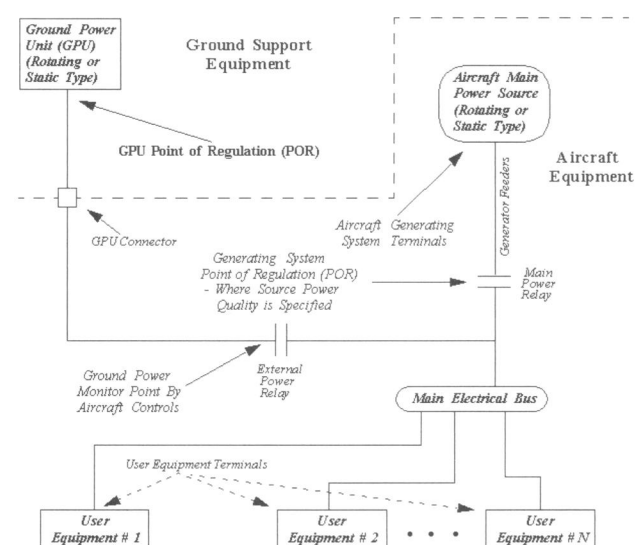 Ground Power
Unit (GPU)
(Rotating or
Static Type)
Ground Support
Equipment
Aircraft Main
Power Source
(Rotating or
Static Type)
GPU Point of Regulation (POR)
Aircraft
Equipment
Generator Feeders
GPU Connector
Aircraft Generating
System Terminals
Generating System
Point of Regulation (POR)
- Where Source Power
Quality is Specified
Main
Power
Relay
Ground Power
Monitor Point By
Aircraft Controls
External
Power
Relay
Main Electrical Bus
User Equipment Terminals
User
Equipment # 1
User
Equipment # 2
• • •
User
Equipment # N